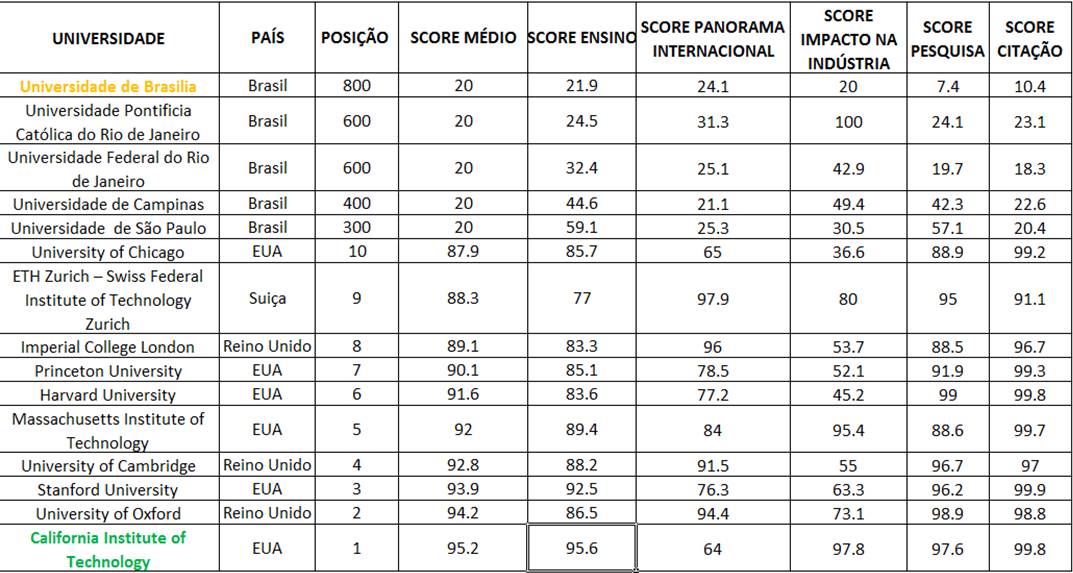 UNIVERSIDADE PAÍS POSIÇÃO SCORE MÉDIO SCORE ENSINO SCORE PANORAMA INTERNACIONAL SCORE IMPACTO NA INDÚSTRIA SCORE PESQUISA SCORE CITAÇÃO
Universidade de Brasilia Brasil 800 20 21.9 24.1 20 7.4 10.4
Universidade Pontificia Católica do Rio de Janeiro Brasil 600 20 24.5 31.3 100 24.1 23.1
Universidade Federal do Rio de Janeiro Brasil 600 20 32.4 25.1 42.9 19.7 18.3
Universidade de Campinas Brasil 400 20 44.6 21.1 49.4 42.3 22.6
Universidade de São Paulo Brasil 300 20 59.1 25.3 30.5 57.1 20.4
University of Chicago EUA 10 87.9 85.7 65 36.6 88.9 99.2
ETH Zurich – Swiss Federal Institute of Technology Zurich Suiça 9 88.3 77 97.9 80 95 91.1
Imperial College London Reino Unido 8 89.1 83.3 96 53.7 88.5 96.7
Princeton University EUA 7 90.1 85.1 78.5 52.1 91.9 99.3
Harvard University EUA 6 91.6 83.6 77.2 45.2 99 99.8
Massachusetts Institute of Technology EUA 5 92 89.4 84 95.4 88.6 99.7
University of Cambridge Reino Unido 4 92.8 88.2 91.5 55 96.7 97
Stanford University EUA 3 93.9 92.5 76.3 63.3 96.2 99.9
University of Oxford Reino Unido 2 94.2 86.5 94.4 73.1 98.9 98.8
California Institute of Technology EUA 1 95.2 95.6 64 97.8 97.6 99.8